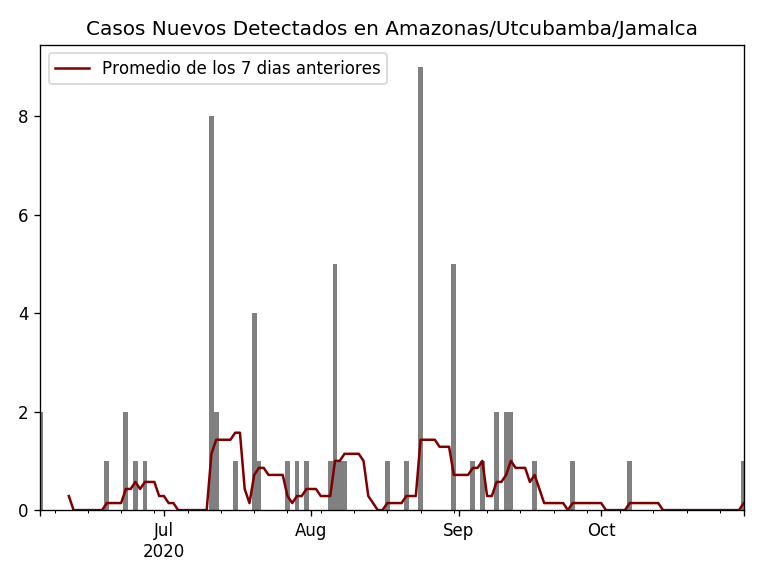 Casos Nuevos Detectados en Amazonas/Utcubamba/Jamalca
Promedio de los 7 dias anteriores
8
6
4
2
0
Jul
2020
Aug
Sep
Oct